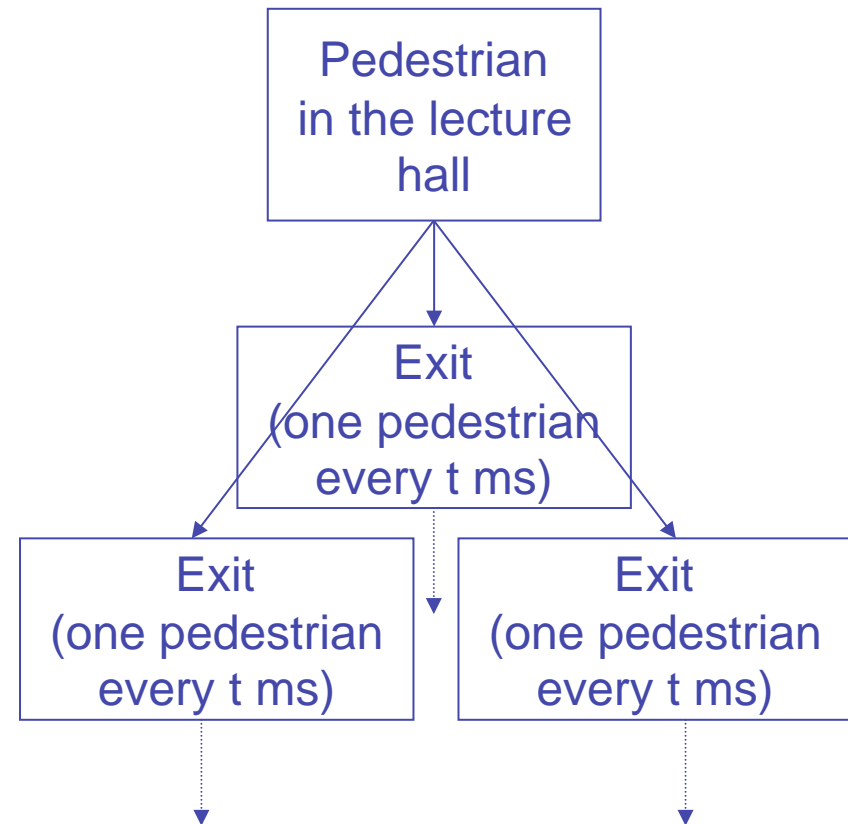 Pedestrian
in the lecture
hall
Exit
(one pedestrian
every t ms)
Exit
(one pedestrian
every t ms)
Exit
(one pedestrian
every t ms)